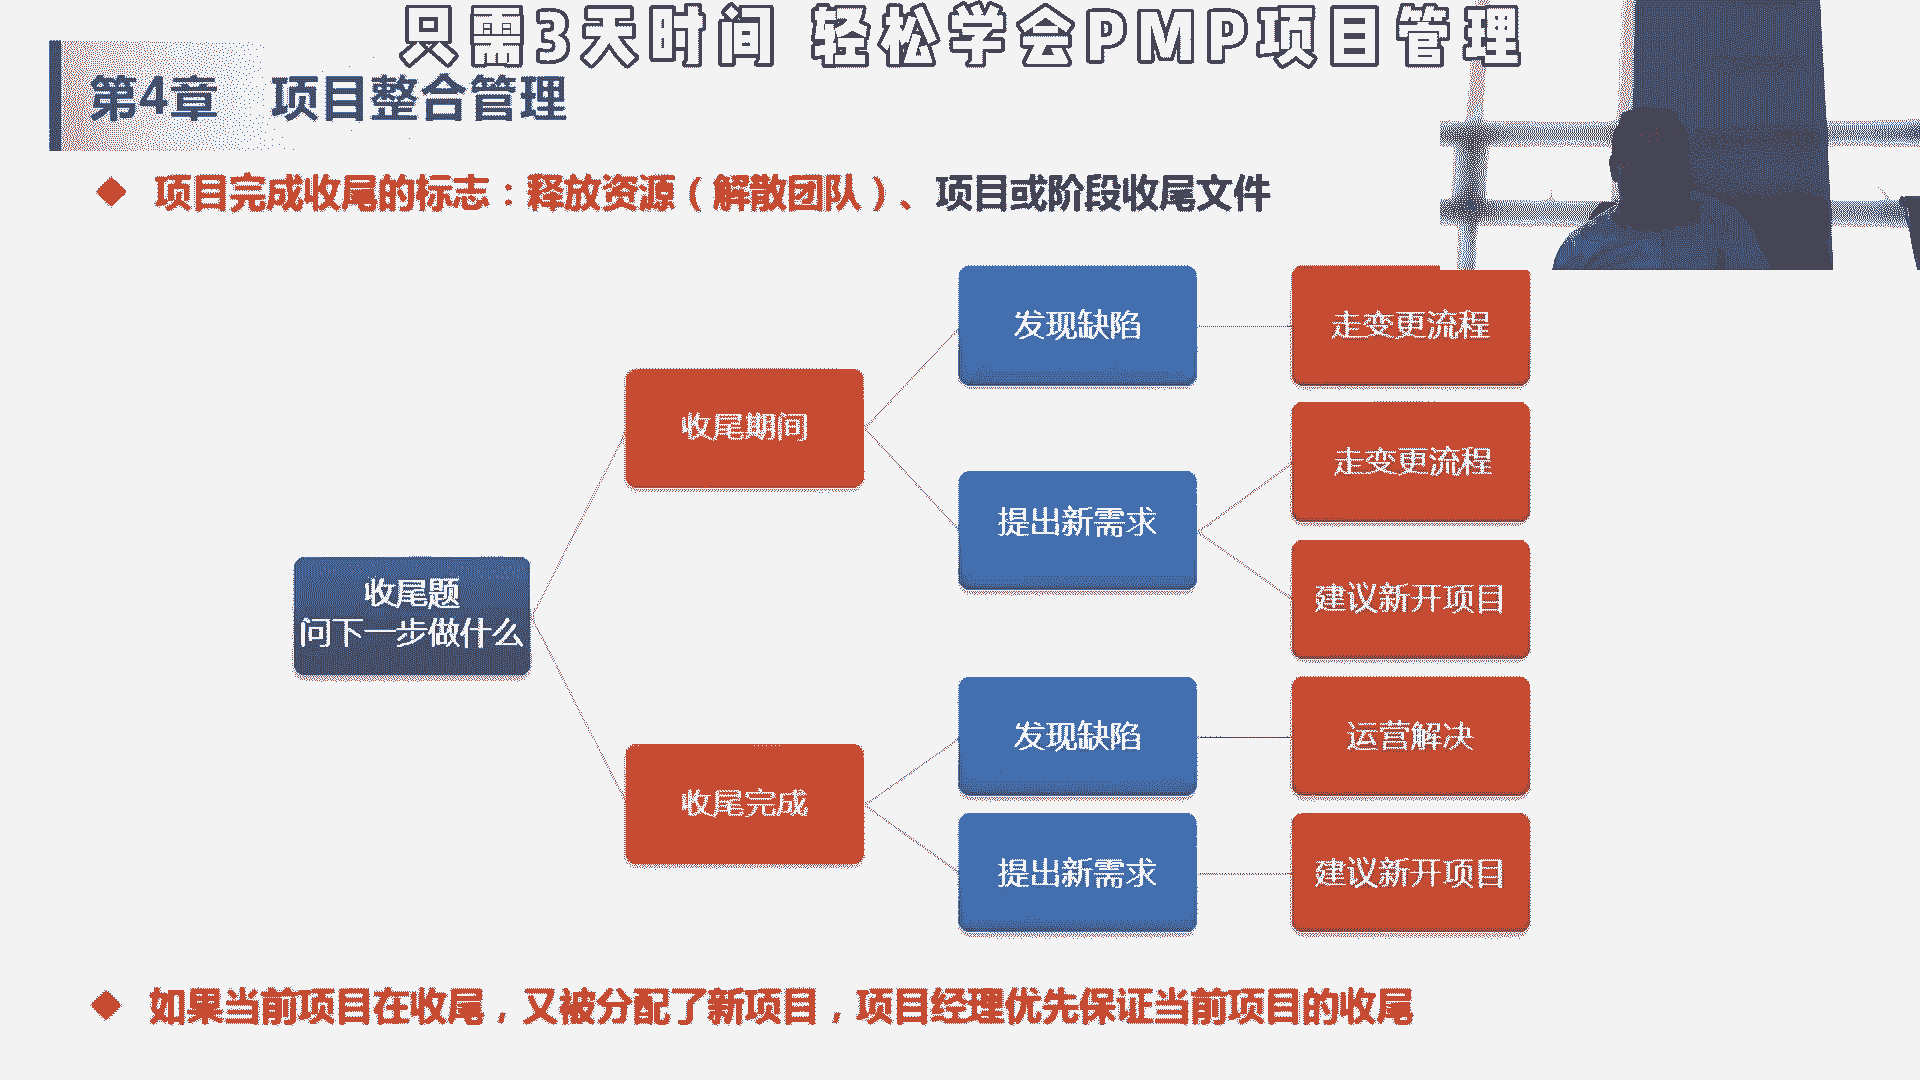 只需3天时间 轻松学会PMP项目管理
第4章 项目整合管理
项目完成收尾的标志：释放资源（解散团队）、项目或阶段收尾文件
发现缺陷
走变更流程
收尾期间
走变更流程
提出新需求
建议新开项目
收尾题
问下一步做什么
发现缺陷
运营解决
收尾完成
提出新需求
建议新开项目
如果当前项目在收尾，又被分配了新项目，项目经理优先保证当前项目的收尾